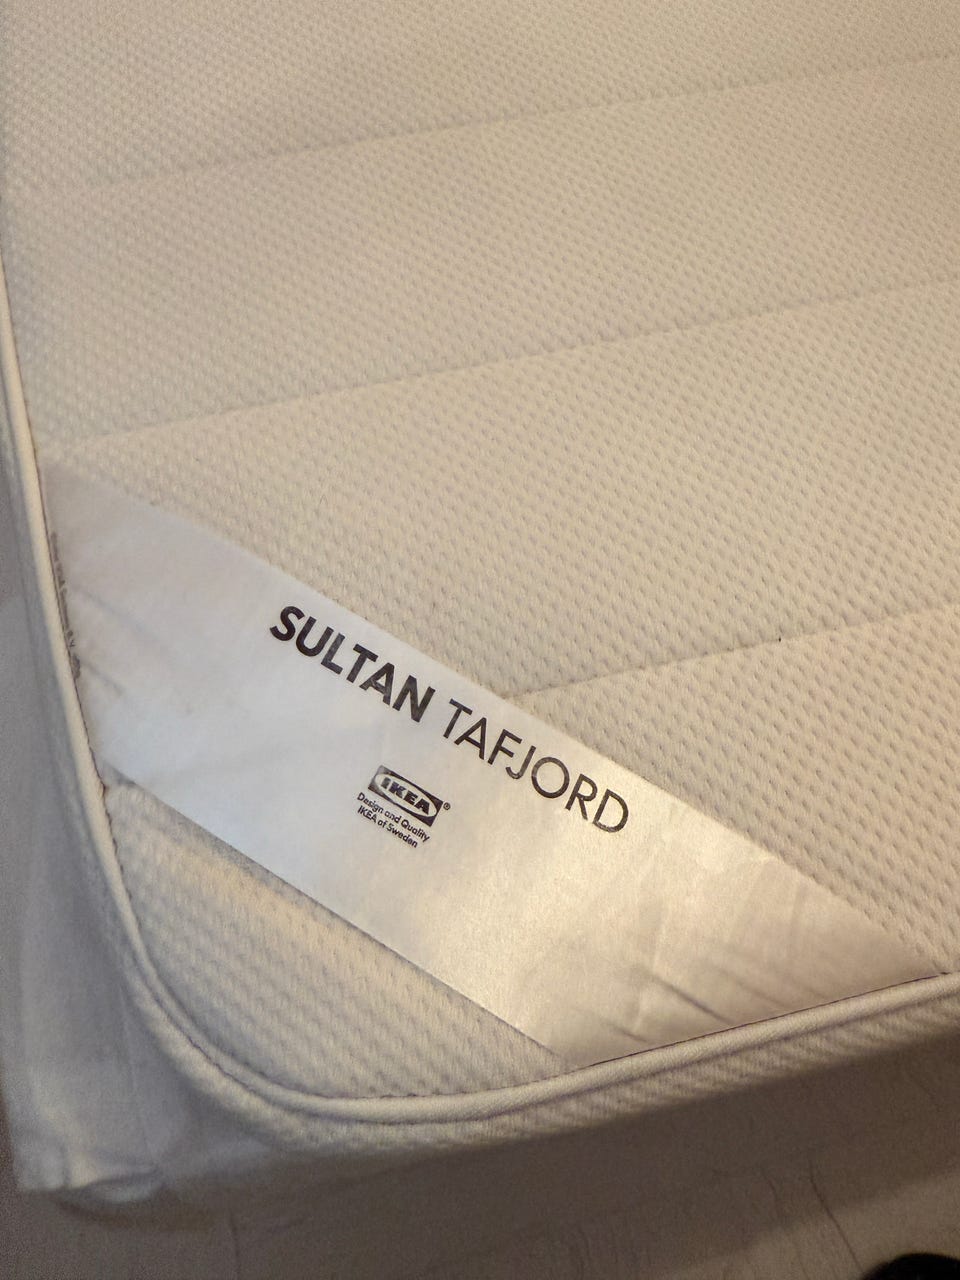 SULTAN TAFJORD
IKEA®
Design and Quality
IKEA of Sweden